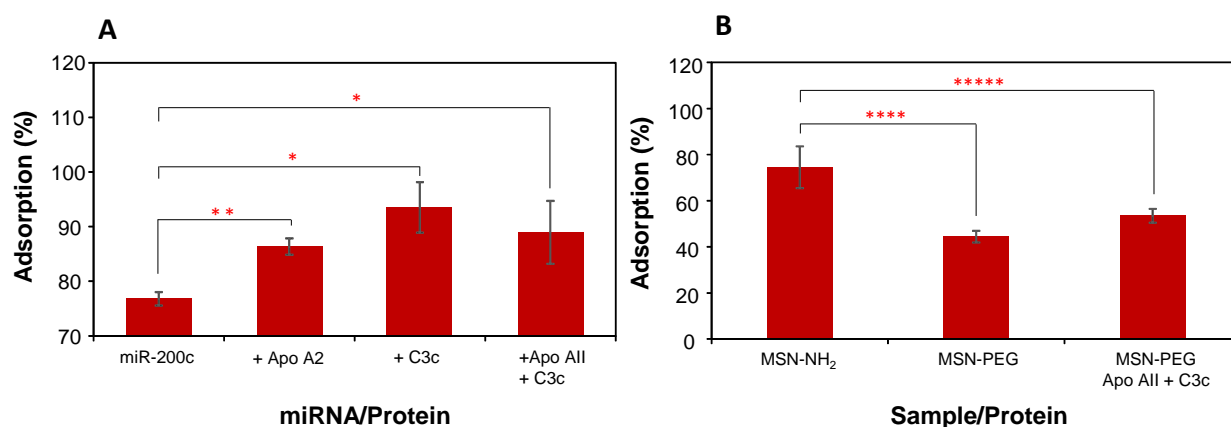 A
Adsorption (%)
120
110
100
90
80
70
*
*
* *
miR-200c
+ Apo A2
+ C3c
+Apo AII
+ C3c
miRNA/Protein
B
Adsorption (%)
120
100
80
60
40
20
0
*****
****
MSN-NH₂
MSN-PEG
MSN-PEG
Apo AII + C3c
Sample/Protein